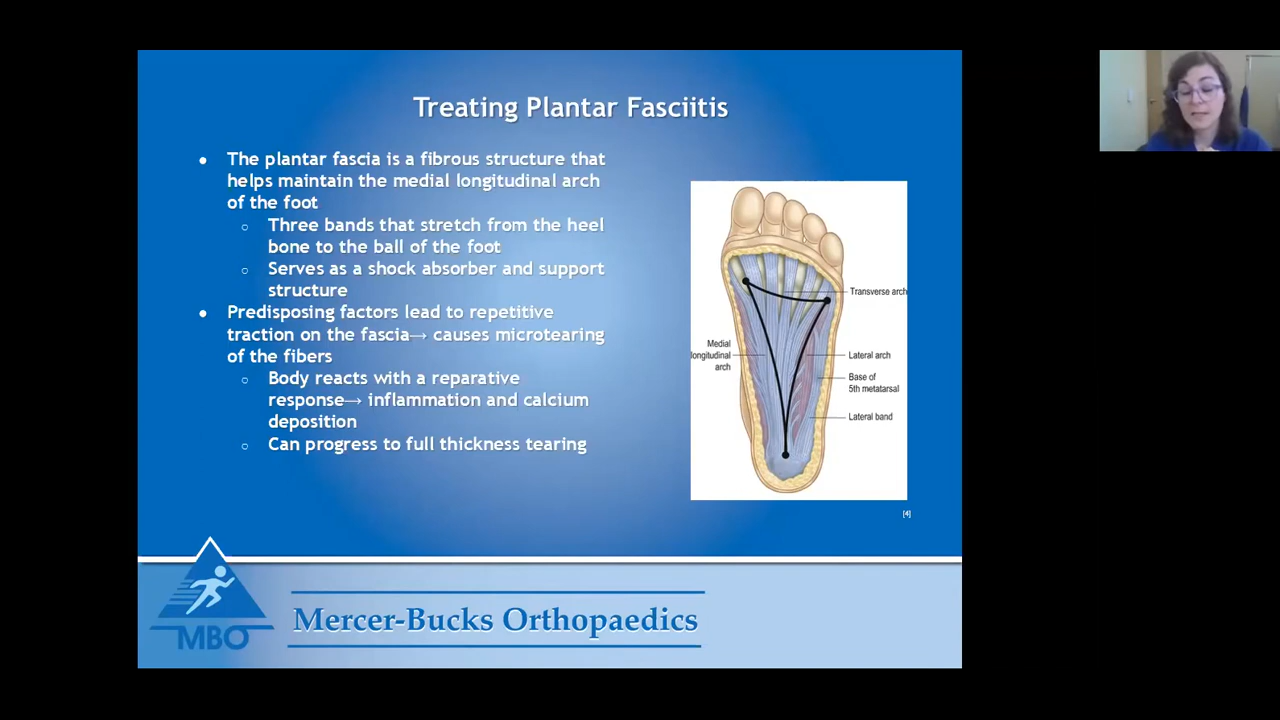 Treating Plantar Fasciitis
● The plantar fascia is a fibrous structure that
helps maintain the medial longitudinal arch
of the foot
○ Three bands that stretch from the heel
bone to the ball of the foot
○ Serves as a shock absorber and support
structure
● Predisposing factors lead to repetitive
traction on the fascia→ causes microtearing
of the fibers
○ Body reacts with a reparative
response→ inflammation and calcium
deposition
○ Can progress to full thickness tearing
Transverse arch
Medial
longitudinal
arch
Lateral arch
Base of
5th metatarsal
Lateral band
[4]
MBO
Mercer-Bucks Orthopaedics